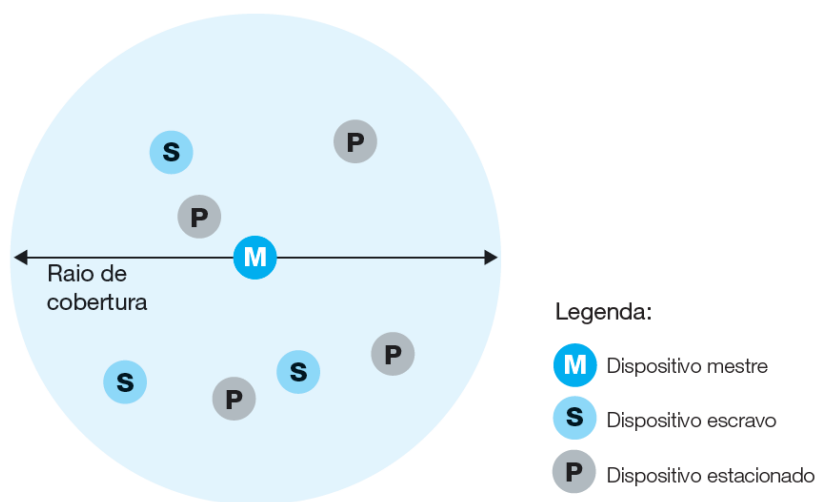 S
P
P
M
Raio de
cobertura
S
S
P
P
Legenda:
M Dispositivo mestre
S Dispositivo escravo
P Dispositivo estacionado